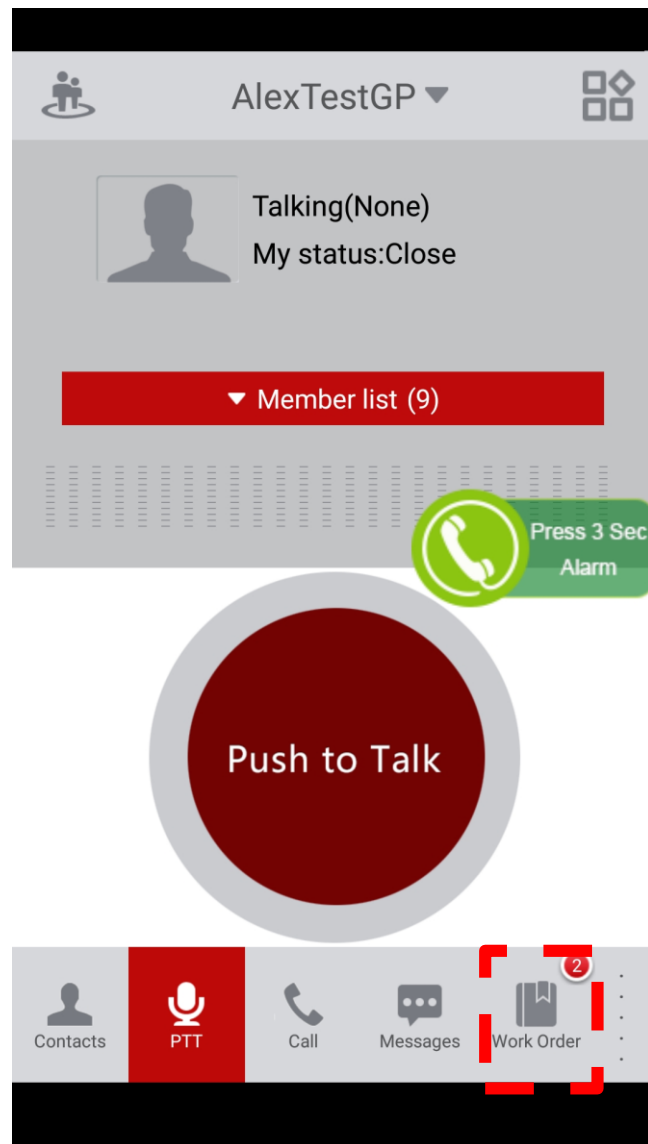 AlexTestGP
Talking(None)
My status:Close
Member list (9)
Press 3 Sec
Alarm
Push to Talk
2
Contacts
PTT
Call
Messages
Work Order